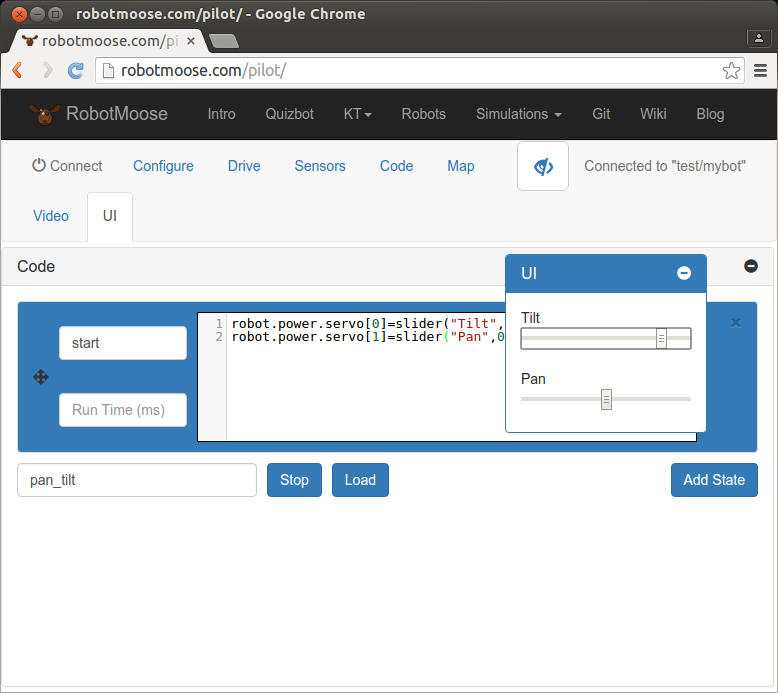 robotmoose.com/pilot/ - Google Chrome
robotmoose.com/pi
robotmoose.com/pilot/
RobotMoose Intro Quizbot KT Robots Simulations Git Wiki Blog
Connect Configure Drive Sensors Code Map Connected to "test/mybot"
Video UI
Code
UI
start
1 robot.power.servo[0]=slider("Tilt",
2 robot.power.servo[1]=slider("Pan",0
Tilt
Pan
Run Time (ms)
pan_tilt Stop Load Add State